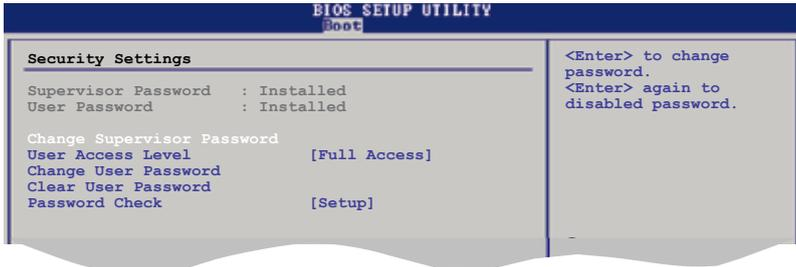 BIOS SETUP UTILITY
Boot
Security Settings
Supervisor Password : Installed
User Password : Installed
Change Supervisor Password
User Access Level [Full Access]
Change User Password
Clear User Password
Password Check [Setup]
<Enter> to change
password.
<Enter> again to
disabled password.